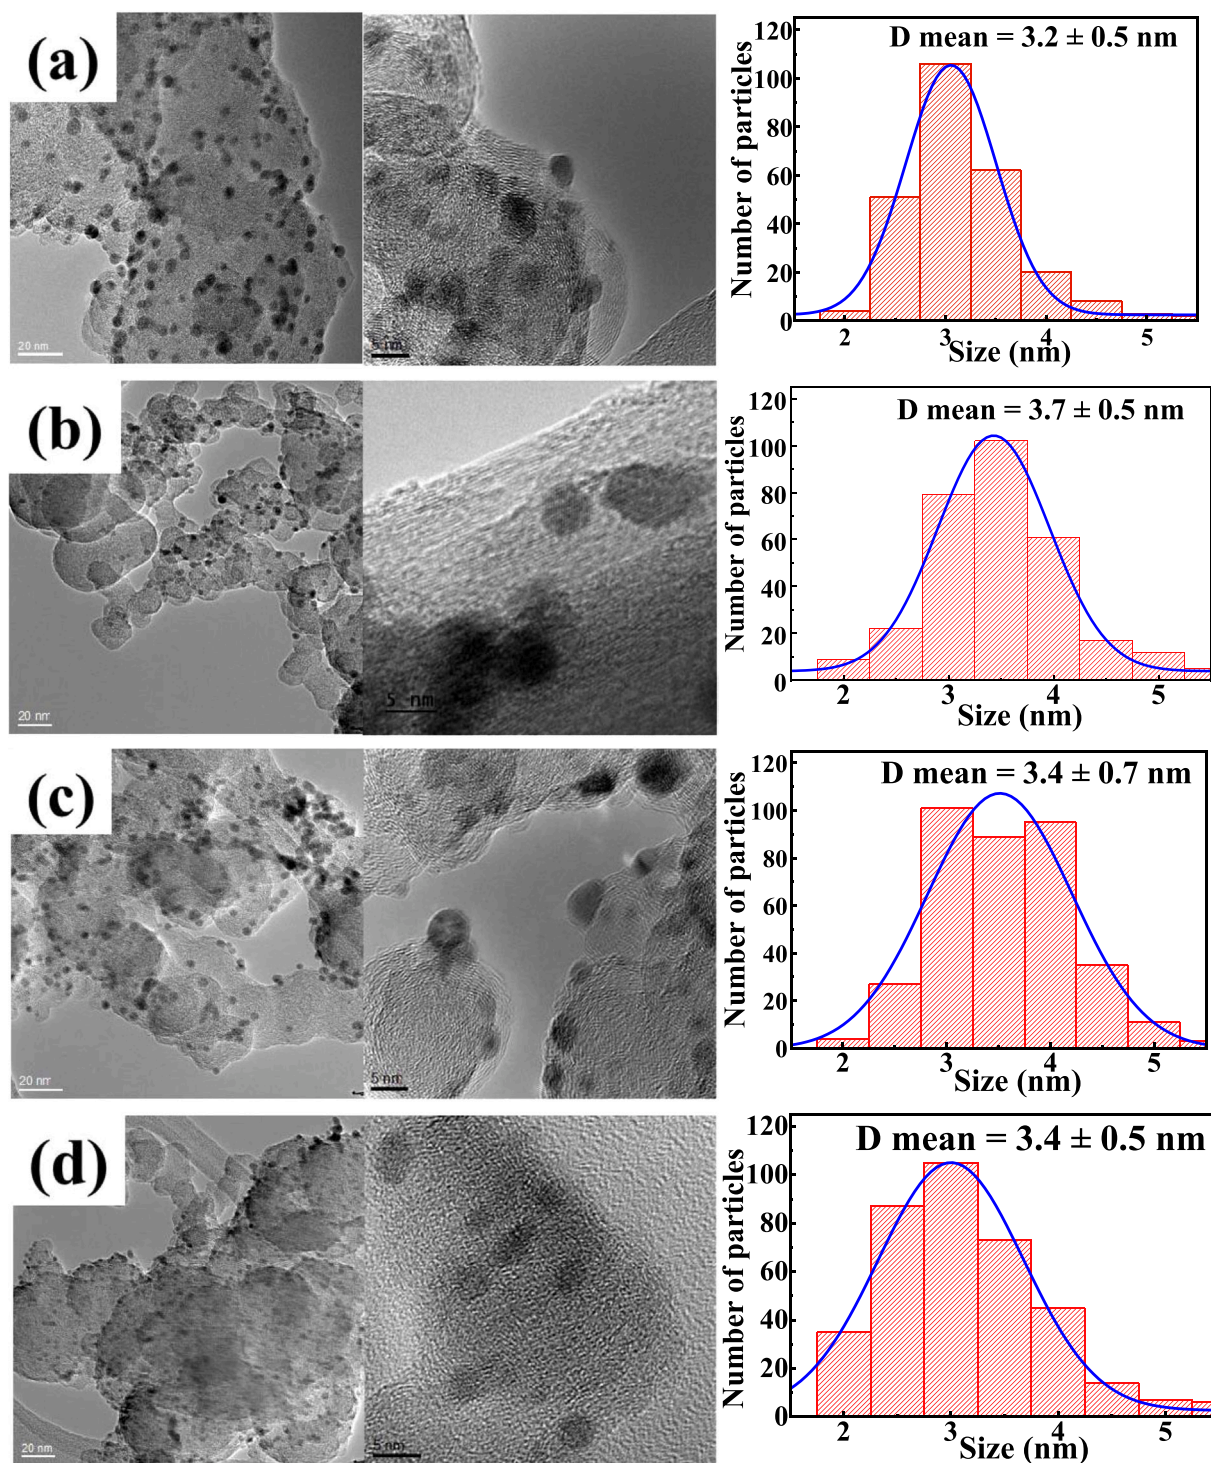 (a)
20 nm
5 nm
D mean = 3.2 ± 0.5 nm
Number of particles
120
100
80
60
40
20
0
2 3 4 5
Size (nm)
(b)
20 nm
5 nm
D mean = 3.7 ± 0.5 nm
Number of particles
120
100
80
60
40
20
0
2 3 4 5
Size (nm)
(c)
20 nm
5 nm
D mean = 3.4 ± 0.7 nm
Number of particles
120
100
80
60
40
20
0
2 3 4 5
Size (nm)
(d)
20 nm
5 nm
D mean = 3.4 ± 0.5 nm
Number of particles
120
100
80
60
40
20
0
2 3 4 5
Size (nm)